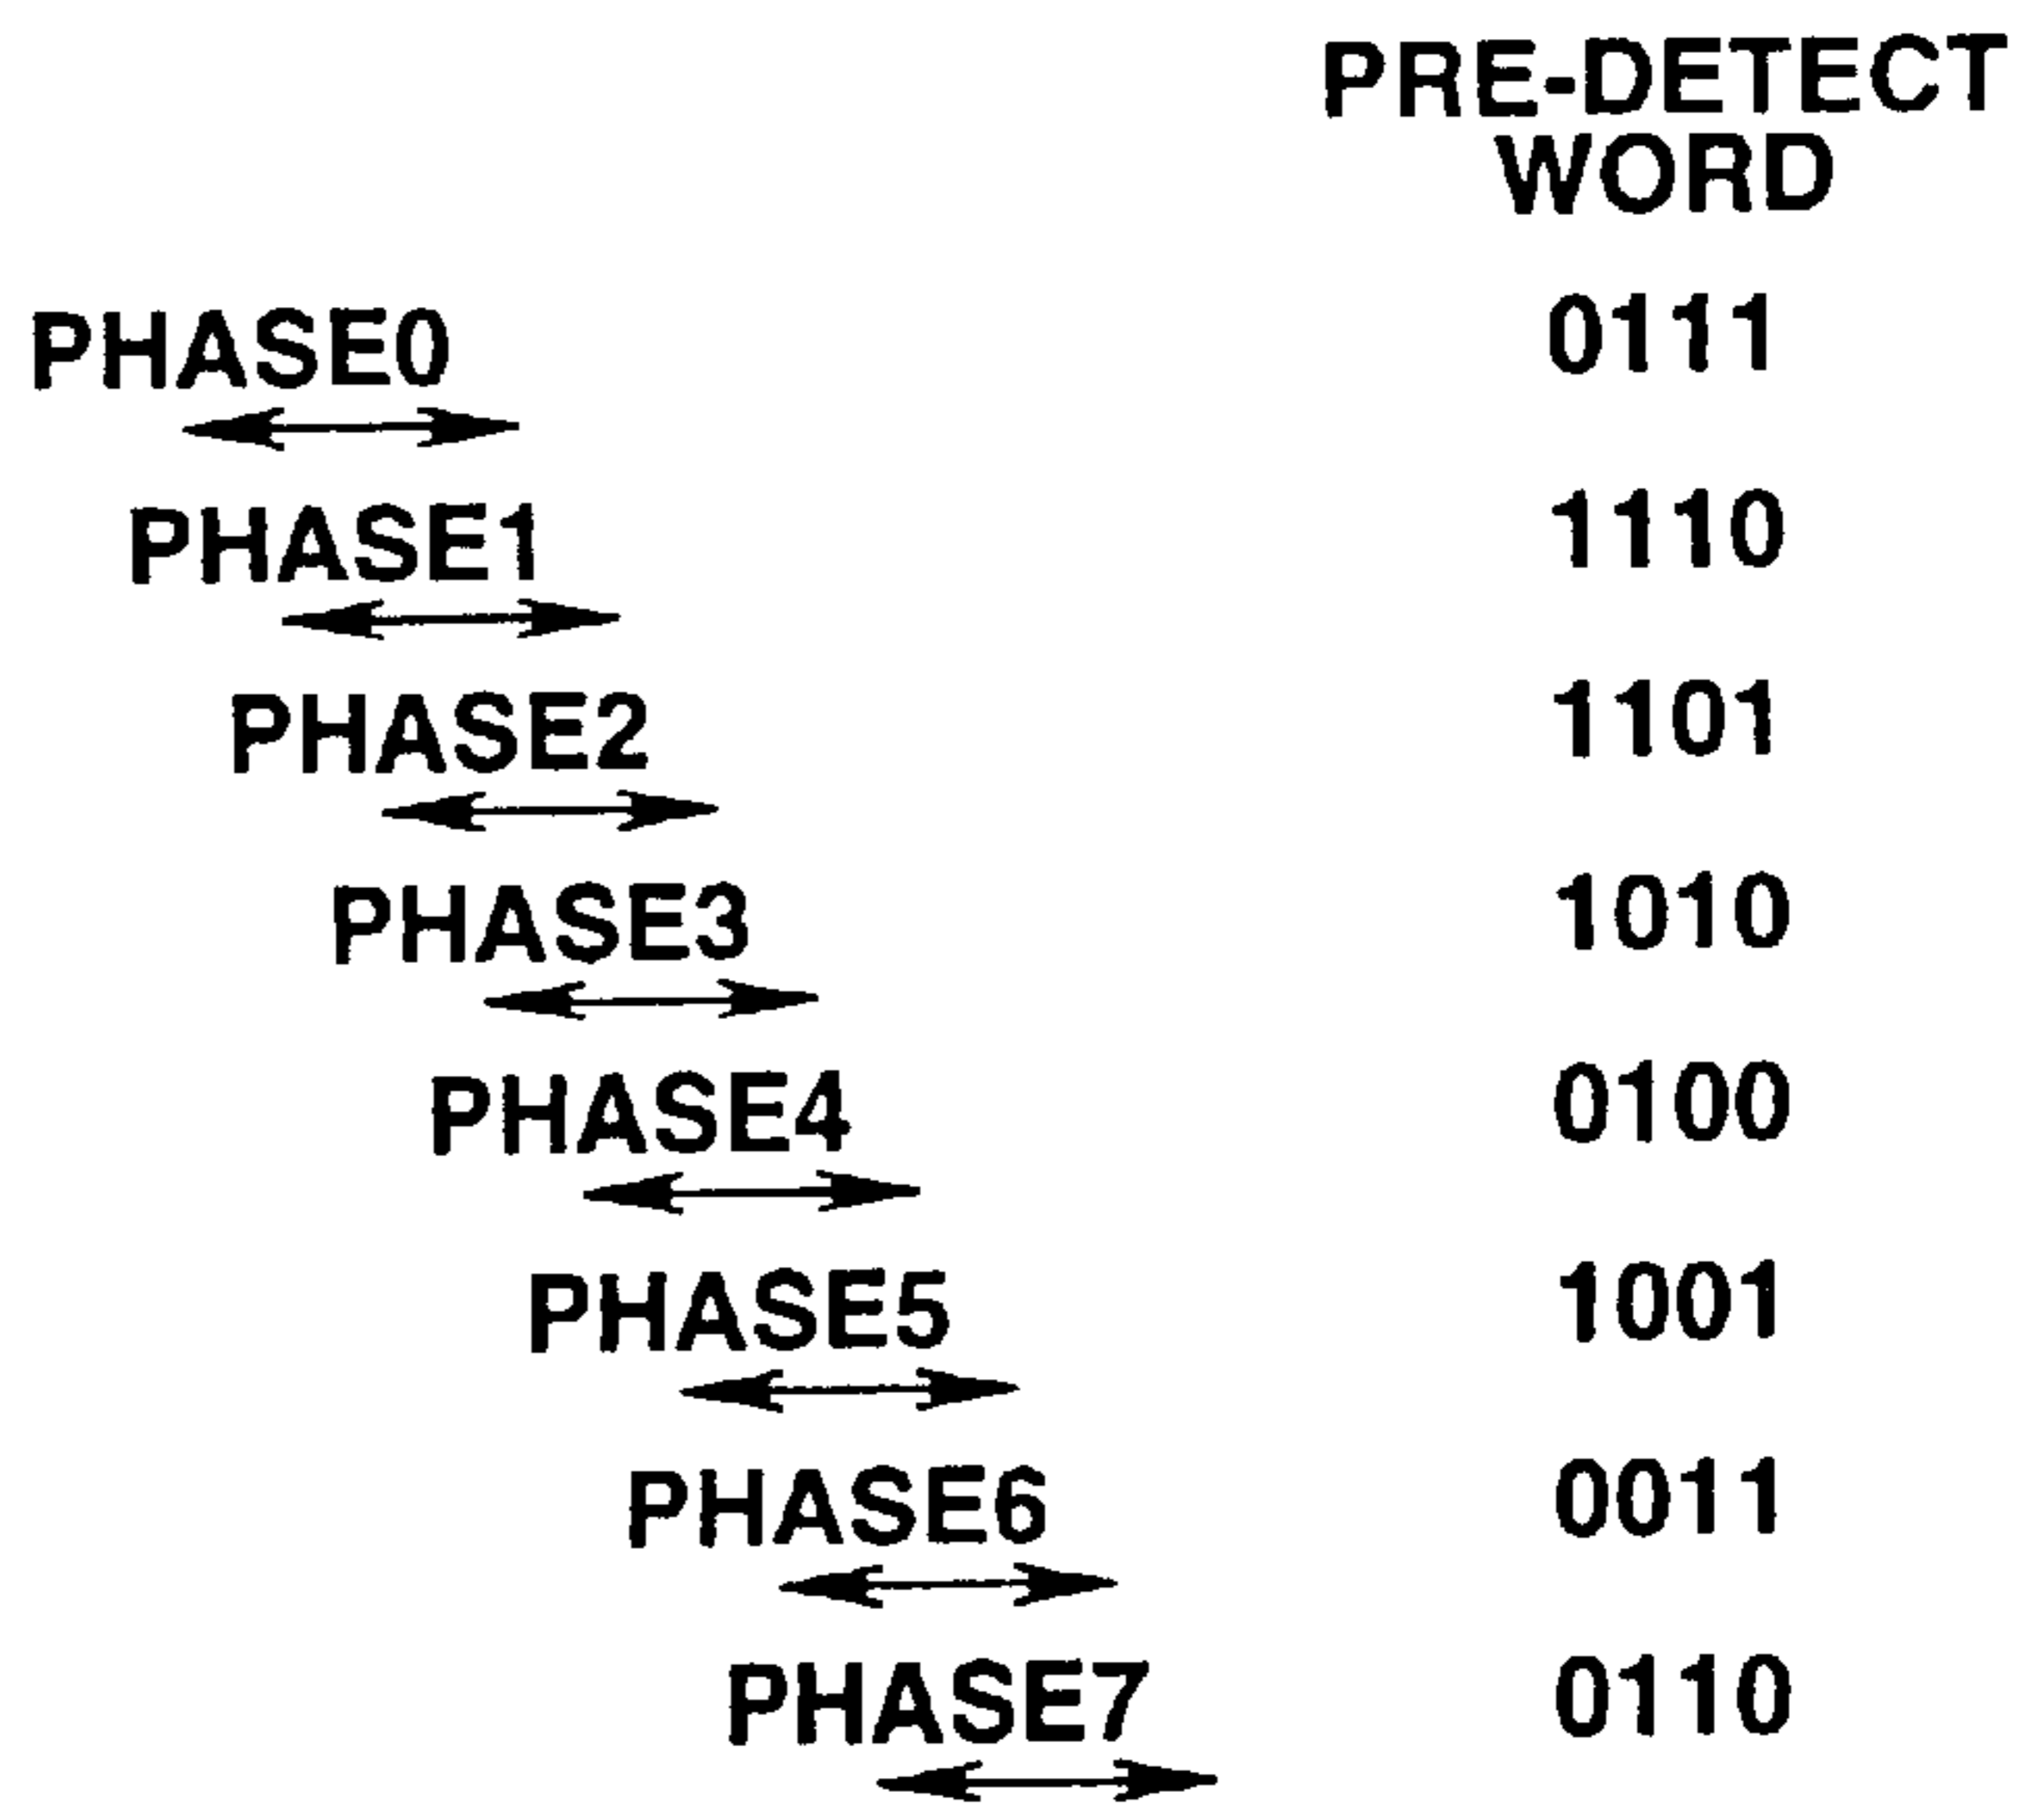 PRE-DETECT
WORD
PHASE0 0111
PHASE1 1110
PHASE2 1101
PHASE3 1010
PHASE4 0100
PHASE5 1001
PHASE6 0011
PHASE7 0110